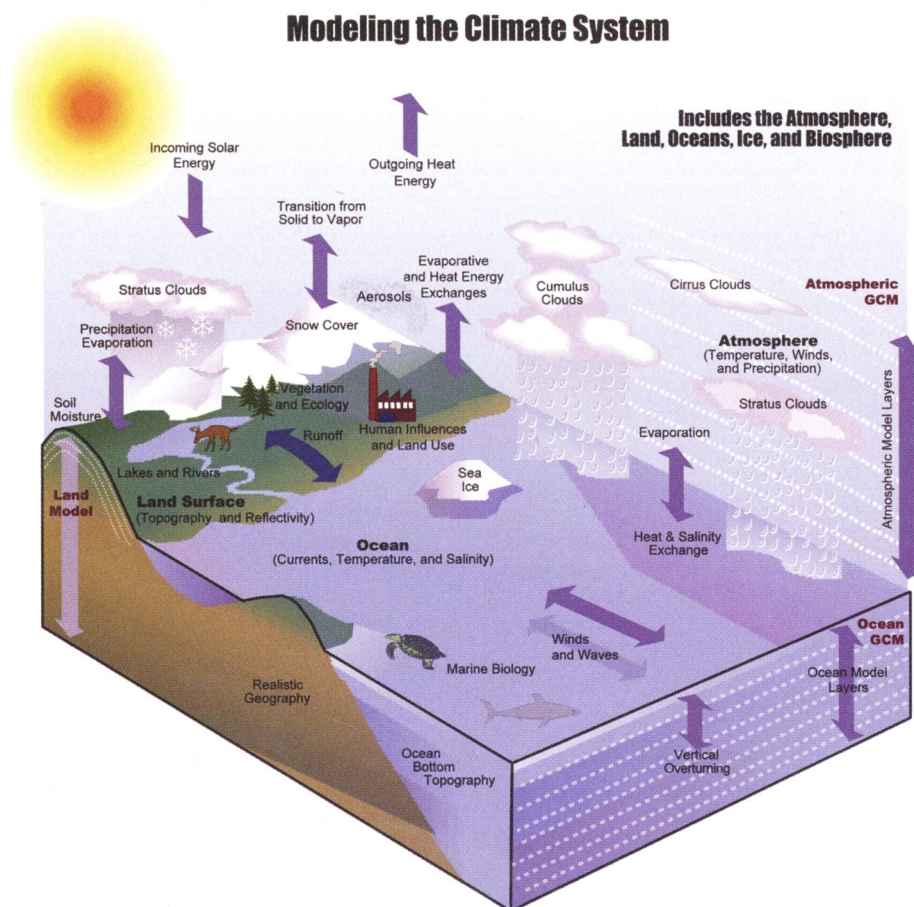 Modeling the Climate System
Includes the Atmosphere,
Land, Oceans, Ice, and Biosphere
Incoming Solar
Energy
Outgoing Heat
Energy
Transition from
Solid to Vapor
Evaporative
and Heat Energy
Exchanges
Stratus Clouds
Aerosols
Snow Cover
Cumulus
Clouds
Cirrus Clouds
Atmospheric
GCM
Precipitation
Evaporation
Atmosphere
(Temperature, Winds,
and Precipitation)
Vegetation
and Ecology
Soil
Moisture
Human Influences
and Land Use
Stratus Clouds
Runoff
Evaporation
Atmospheric Model Layers
Lakes and Rivers
Sea
Ice
Land
Model
Land Surface
(Topography and Reflectivity)
Heat & Salinity
Exchange
Ocean
(Currents, Temperature, and Salinity)
Ocean
GCM
Winds
and Waves
Marine Biology
Ocean Model
Layers
Realistic
Geography
Ocean
Bottom
Topography
Vertical
Overturning